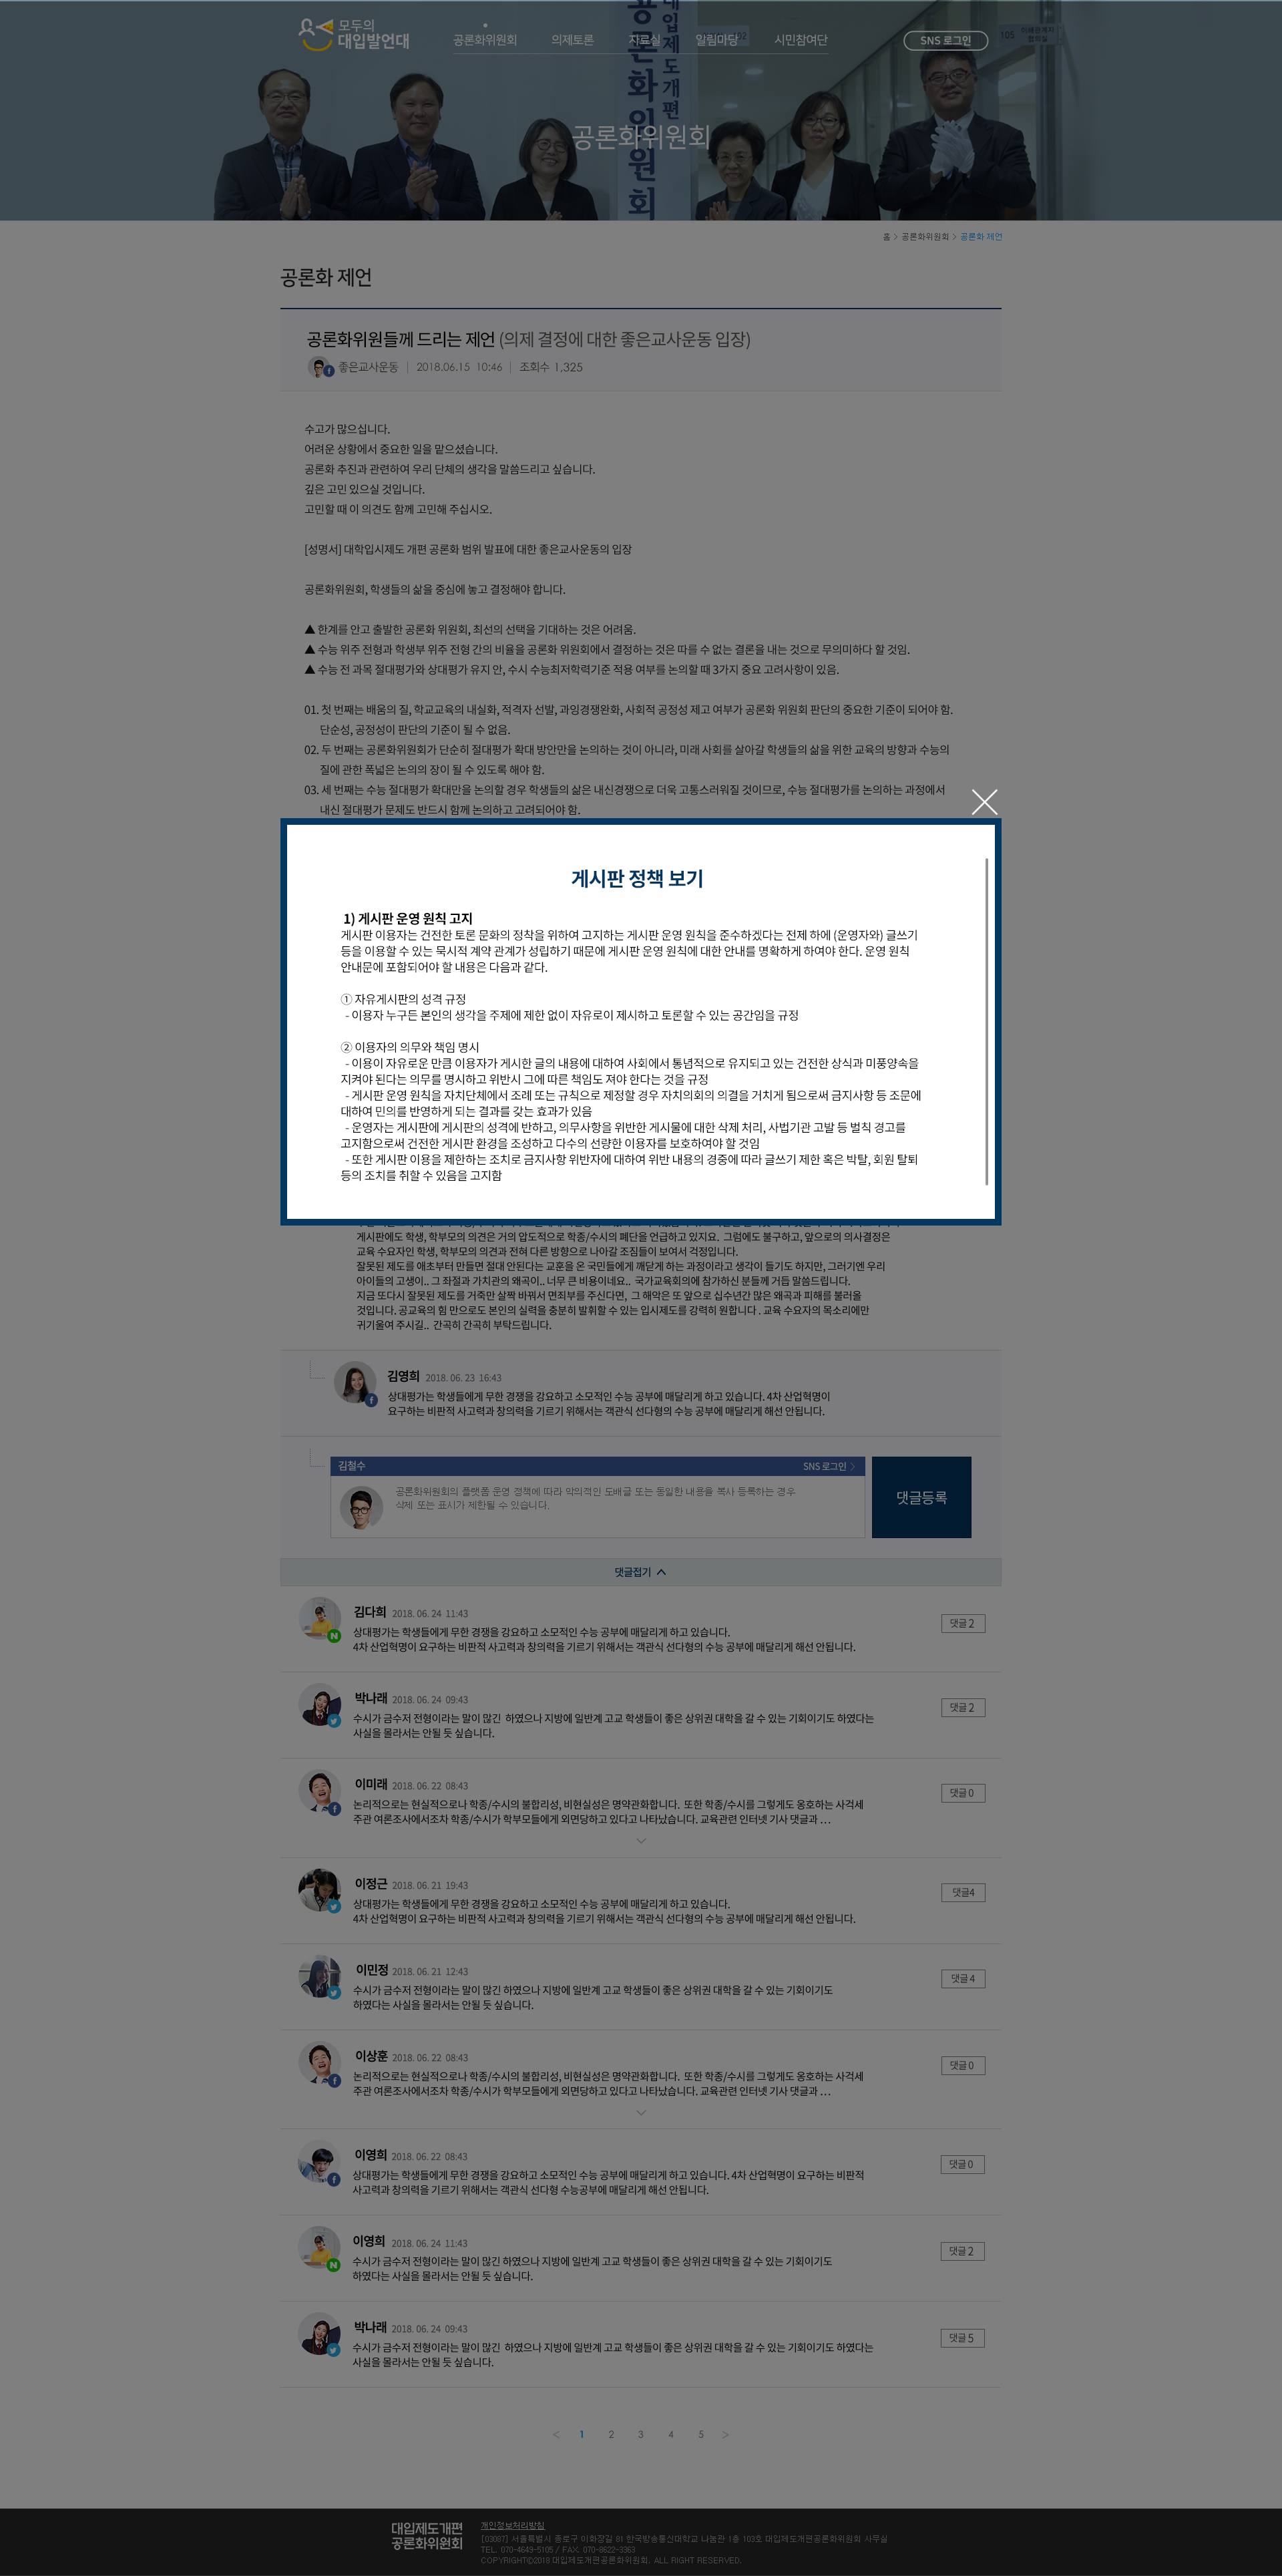 모두의
대입발언대
공론화위원회 의제토론 자료실 알림마당 시민참여단
SNS 로그인
공론화위원회
105
홈 > 공론화위원회 > 공론화 제언
공론화 제언
공론화위원들께 드리는 제언 (의제 결정에 대한 좋은교사운동 입장)
좋은교사운동 | 2018.06.15 10:46 | 조회수 1,325
수고가 많으십니다.
어려운 상황에서 중요한 일을 맡으셨습니다.
공론화 추진과 관련하여 우리 단체의 생각을 말씀드리고 싶습니다.
깊은 고민 있으실 것입니다.
고민할 때 이 의견도 함께 고민해 주십시오.
[성명서] 대학입시제도 개편 공론화 범위 발표에 대한 좋은교사운동의 입장
공론화위원회, 학생들의 삶을 중심에 놓고 결정해야 합니다.
▲ 한계를 안고 출발한 공론화 위원회, 최선의 선택을 기대하는 것은 어려움.
▲ 수능 위주 전형과 학생부 위주 전형 간의 비율을 공론화 위원회에서 결정하는 것은 따를 수 없는 결론을 내는 것으로 무의미하다 할 것임.
▲ 수능 전 과목 절대평가와 상대평가 유지 안, 수시 수능최저학력기준 적용 여부를 논의할 때 3가지 중요 고려사항이 있음.
01. 첫 번째는 배움의 질, 학교교육의 내실화, 적격자 선발, 과잉경쟁완화, 사회적 공정성 제고 여부가 공론화 위원회 판단의 중요한 기준이 되어야 함.
단순성, 공정성이 판단의 기준이 될 수 없음.
02. 두 번째는 공론화위원회가 단순히 절대평가 확대 방안만을 논의하는 것이 아니라, 미래 사회를 살아갈 학생들의 삶을 위한 교육의 방향과 수능의
질에 관한 폭넓은 논의의 장이 될 수 있도록 해야 함.
03. 세 번째는 수능 절대평가 확대만을 논의할 경우 학생들의 삶은 내신경쟁으로 더욱 고통스러워질 것이므로, 수능 절대평가를 논의하는 과정에서
내신 절대평가 문제도 반드시 함께 논의하고 고려되어야 함.
게시판 정책 보기
1) 게시판 운영 원칙 고지
게시판 이용자는 건전한 토론 문화의 정착을 위하여 고지하는 게시판 운영 원칙을 준수하겠다는 전제 하에 (운영자와) 글쓰기
등을 이용할 수 있는 묵시적 계약 관계가 성립하기 때문에 게시판 운영 원칙에 대한 안내를 명확하게 하여야 한다. 운영 원칙
안내문에 포함되어야 할 내용은 다음과 같다.
① 자유게시판의 성격 규정
- 이용자 누구든 본인의 생각을 주제에 제한 없이 자유로이 제시하고 토론할 수 있는 공간임을 규정
② 이용자의 의무와 책임 명시
- 이용이 자유로운 만큼 이용자가 게시한 글의 내용에 대하여 사회에서 통념적으로 유지되고 있는 건전한 상식과 미풍양속을
지켜야 된다는 의무를 명시하고 위반시 그에 따른 책임도 져야 한다는 것을 규정
- 게시판 운영 원칙을 자치단체에서 조례 또는 규칙으로 제정할 경우 자치의회의 의결을 거치게 됨으로써 금지사항 등 조문에
대하여 민의를 반영하게 되는 결과를 갖는 효과가 있음
- 운영자는 게시판에 게시판의 성격에 반하고, 의무사항을 위반한 게시물에 대한 삭제 처리, 사법기관 고발 등 벌칙 경고를
고지함으로써 건전한 게시판 환경을 조성하고 다수의 선량한 이용자를 보호하여야 할 것임
- 또한 게시판 이용을 제한하는 조치로 금지사항 위반자에 대하여 위반 내용의 경중에 따라 글쓰기 제한 혹은 박탈, 회원 탈퇴
등의 조치를 취할 수 있음을 고지함
게시판에도 학생, 학부모의 의견은 거의 압도적으로 학종/수시의 폐단을 언급하고 있지요. 그럼에도 불구하고, 앞으로의 의사결정은
교육 수요자인 학생, 학부모의 의견과 전혀 다른 방향으로 나아갈 조짐들이 보여서 걱정입니다.
잘못된 제도를 애초부터 만들면 절대 안된다는 교훈을 온 국민들에게 깨닫게 하는 과정이라고 생각이 들기도 하지만, 그러기엔 우리
아이들의 고생이.. 그 좌절과 가치관의 왜곡이.. 너무 큰 비용이네요.. 국가교육회의에 참가하신 분들께 거듭 말씀드립니다.
지금 또다시 잘못된 제도를 거죽만 살짝 바꿔서 면죄부를 주신다면, 그 해악은 또 앞으로 십수년간 많은 왜곡과 피해를 불러올
것입니다. 공교육의 힘 만으로도 본인의 실력을 충분히 발휘할 수 있는 입시제도를 강력히 원합니다 . 교육 수요자의 목소리에만
귀기울여 주시길.. 간곡히 간곡히 부탁드립니다.
김영희 2018. 06. 23 16:43
상대평가는 학생들에게 무한 경쟁을 강요하고 소모적인 수능 공부에 매달리게 하고 있습니다. 4차 산업혁명이
요구하는 비판적 사고력과 창의력을 기르기 위해서는 객관식 선다형의 수능 공부에 매달리게 해선 안됩니다.
김철수 SNS 로그인 >
공론화위원회의 플랫폼 운영 정책에 따라 악의적인 도배글 또는 동일한 내용을 복사 등록하는 경우
삭제 또는 표시가 제한될 수 있습니다.
댓글등록
댓글접기
김다희 2018. 06. 24 11:43
상대평가는 학생들에게 무한 경쟁을 강요하고 소모적인 수능 공부에 매달리게 하고 있습니다.
4차 산업혁명이 요구하는 비판적 사고력과 창의력을 기르기 위해서는 객관식 선다형의 수능 공부에 매달리게 해선 안됩니다.
댓글 2
박나래 2018. 06. 24 09:43
수시가 금수저 전형이라는 말이 많긴 하였으나 지방에 일반계 고교 학생들이 좋은 상위권 대학을 갈 수 있는 기회이기도 하였다는
사실을 몰라서는 안될 듯 싶습니다.
댓글 2
이미래 2018. 06. 22 08:43
논리적으로는 현실적으로나 학종/수시의 불합리성, 비현실성은 명약관화합니다. 또한 학종/수시를 그렇게도 옹호하는 사걱세
주관 여론조사에서조차 학종/수시가 학부모들에게 외면당하고 있다고 나타났습니다. 교육관련 인터넷 기사 댓글과 …
댓글 0
이정근 2018. 06. 21 19:43
상대평가는 학생들에게 무한 경쟁을 강요하고 소모적인 수능 공부에 매달리게 하고 있습니다.
4차 산업혁명이 요구하는 비판적 사고력과 창의력을 기르기 위해서는 객관식 선다형의 수능 공부에 매달리게 해선 안됩니다.
댓글4
이민정 2018. 06. 21 12:43
수시가 금수저 전형이라는 말이 많긴 하였으나 지방에 일반계 고교 학생들이 좋은 상위권 대학을 갈 수 있는 기회이기도
하였다는 사실을 몰라서는 안될 듯 싶습니다.
댓글 4
이상훈 2018. 06. 22 08:43
논리적으로는 현실적으로나 학종/수시의 불합리성, 비현실성은 명약관화합니다. 또한 학종/수시를 그렇게도 옹호하는 사걱세
주관 여론조사에서조차 학종/수시가 학부모들에게 외면당하고 있다고 나타났습니다. 교육관련 인터넷 기사 댓글과 …
댓글 0
이영희 2018. 06. 22 08:43
상대평가는 학생들에게 무한 경쟁을 강요하고 소모적인 수능 공부에 매달리게 하고 있습니다. 4차 산업혁명이 요구하는 비판적
사고력과 창의력을 기르기 위해서는 객관식 선다형 수능공부에 매달리게 해선 안됩니다.
댓글 0
이영희 2018. 06. 24 11:43
수시가 금수저 전형이라는 말이 많긴 하였으나 지방에 일반계 고교 학생들이 좋은 상위권 대학을 갈 수 있는 기회이기도
하였다는 사실을 몰라서는 안될 듯 싶습니다.
댓글 2
박나래 2018. 06. 24 09:43
수시가 금수저 전형이라는 말이 많긴 하였으나 지방에 일반계 고교 학생들이 좋은 상위권 대학을 갈 수 있는 기회이기도 하였다는
사실을 몰라서는 안될 듯 싶습니다.
댓글 5
< 1 2 3 4 5 >
대입제도개편
공론화위원회
개인정보처리방침
[03087] 서울특별시 종로구 이화장길 81 한국방송통신대학교 나눔관 1층 103호 대입제도개편공론화위원회 사무실
TEL. 070-4649-5105 / FAX. 070-8622-3363
COPYRIGHT©2018 대입제도개편공론화위원회. ALL RIGHT RESERVED.